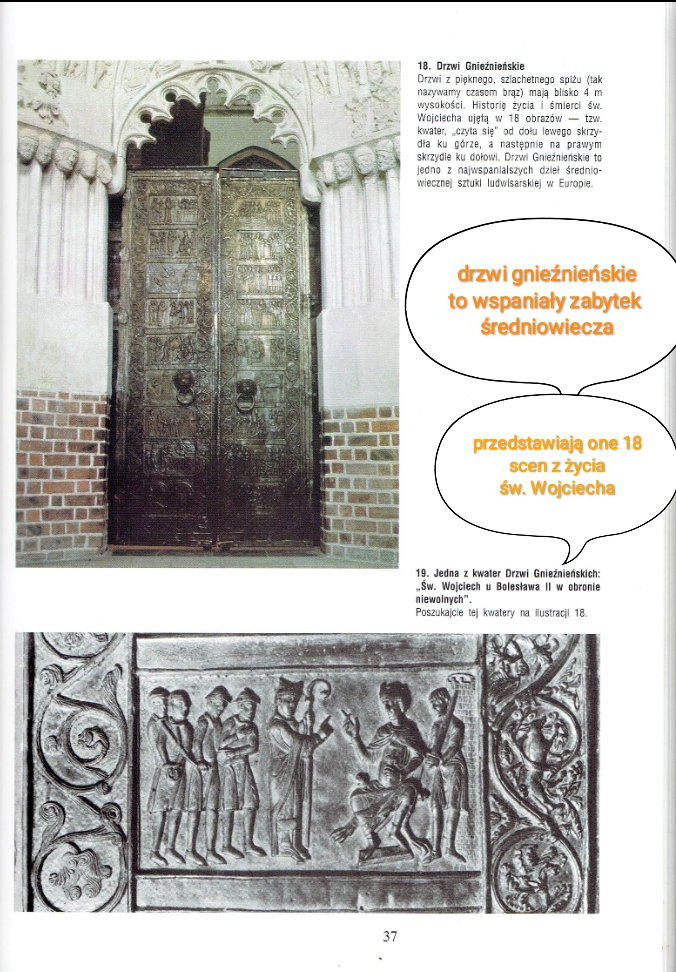 18. Drzwi Gnieźnieńskie
Drzwi z pięknego, szlachetnego spiżu (tak
nazywamy czasem brąz) mają blisko 4 m
wysokości. Historię życia i śmierci św.
Wojciecha ujętą w 18 obrazów — tzw.
kwater, „czyta się” od dołu lewego skrzy-
dła ku górze, a następnie na prawym
skrzydle ku dołowi. Drzwi Gnieźnieńskie to
jedno z najwspanialszych dzieł średnio-
wiecznej sztuki ludwisarskiej w Europie.
drzwi gnieźnieńskie
to wspaniały zabytek
średniowiecza
przedstawiają one 18
scen z życia
św. Wojciecha
19. Jedna z kwater Drzwi Gnieźnieńskich:
„Św. Wojciech u Bolesława II w obronie
niewolnych”.
Poszukajcie tej kwatery na ilustracji 18.
37